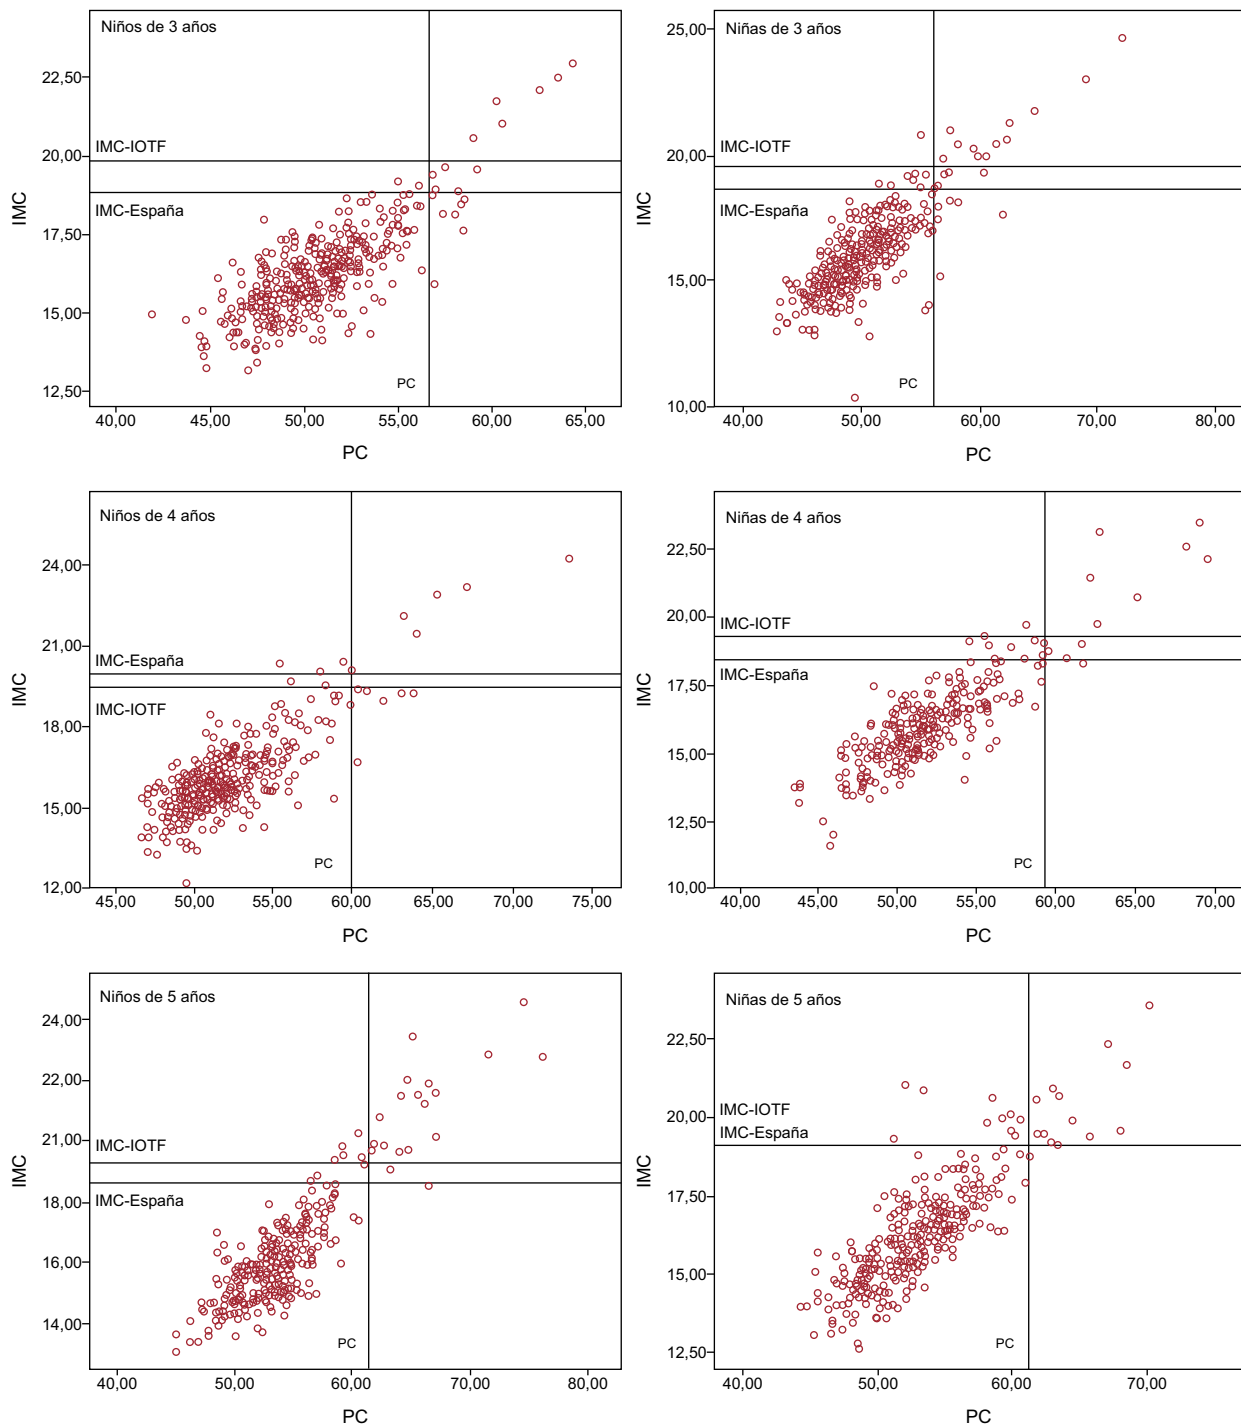 Niños de 3 años
22,50
20,00
17,50
15,00
12,50
IMC-IOTF
IMC-España
IMC
PC
40,00 45,00 50,00 55,00 60,00 65,00
PC
Niñas de 3 años
25,00
20,00
15,00
10,00
IMC-IOTF
IMC-España
IMC
PC
40,00 50,00 60,00 70,00 80,00
PC
Niños de 4 años
24,00
21,00
18,00
15,00
12,00
IMC-España
IMC-IOTF
IMC
PC
45,00 50,00 55,00 60,00 65,00 70,00 75,00
PC
Niñas de 4 años
22,50
20,00
17,50
15,00
12,50
10,00
IMC-IOTF
IMC-España
IMC
PC
40,00 45,00 50,00 55,00 60,00 65,00 70,00
PC
Niños de 5 años
24,00
22,00
21,00
18,00
16,00
14,00
IMC-IOTF
IMC-España
IMC
PC
40,00 50,00 60,00 70,00 80,00
PC
Niñas de 5 años
22,50
20,00
17,50
15,00
12,50
IMC-IOTF
IMC-España
IMC
PC
40,00 50,00 60,00 70,00
PC